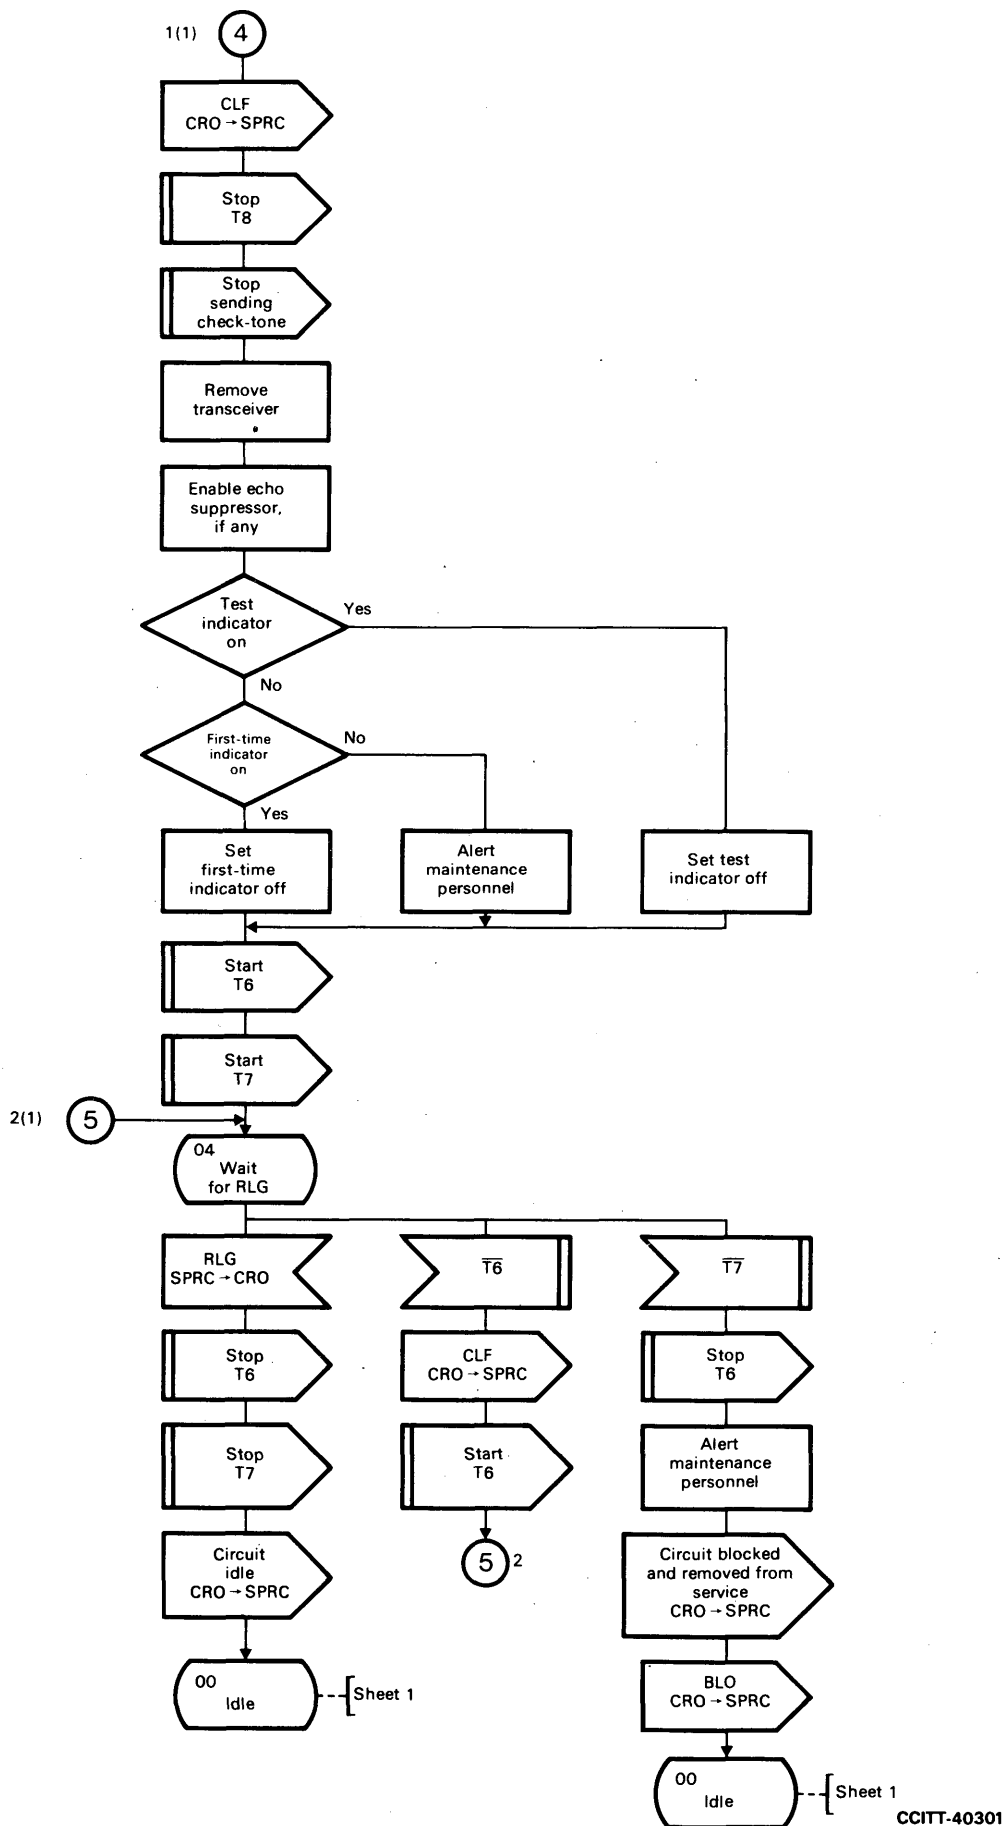 1(1) 4
CLF
CRO → SPRC
Stop
T8
Stop
sending
check-tone
Remove
transceiver
Enable echo
suppressor,
if any
Test
indicator
on
Yes
No
First-time
indicator
on
No
Yes
Set
first-time
indicator off
Alert
maintenance
personnel
Set test
indicator off
Start
T6
Start
T7
2(1) 5
04
Wait
for RLG
RLG
SPRC → CRO
Stop
T6
Stop
T7
Circuit
idle
CRO → SPRC
00
Idle
Sheet 1
T̅6̅
CLF
CRO → SPRC
Start
T6
5 2
T̅7̅
Stop
T6
Alert
maintenance
personnel
Circuit blocked
and removed from
service
CRO → SPRC
BLO
CRO → SPRC
00
Idle
Sheet 1
CCITT-40301